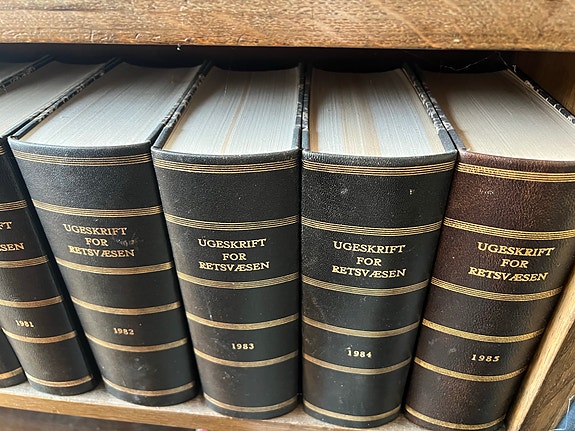 1981
UGESKRIFT
FOR
RETSVÆSEN
1982
UGESKRIFT
FOR
RETSVÆSEN
1983
UGESKRIFT
FOR
RETSVÆSEN
1984
UGESKRIFT
FOR
RETSVÆSEN
1985